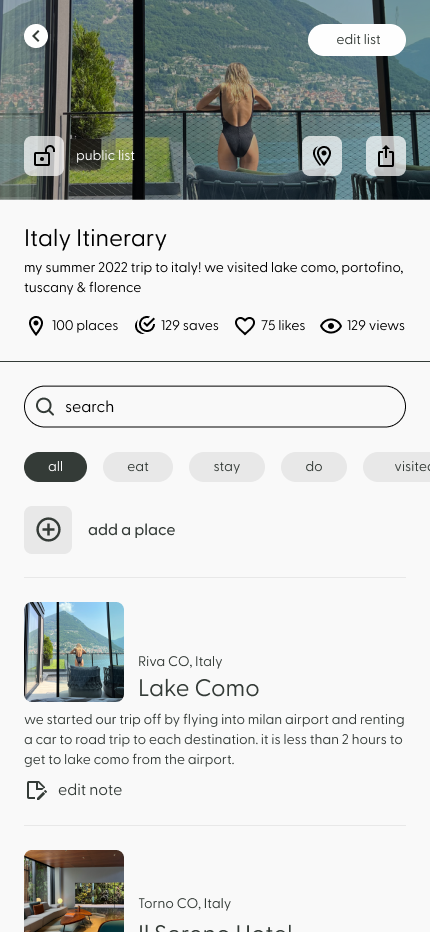 edit list
public list
Italy Itinerary
my summer 2022 trip to italy! we visited lake como, portofino,
tuscany & florence
100 places 129 saves 75 likes 129 views
search
all eat stay do visited
add a place
Riva CO, Italy
Lake Como
we started our trip off by flying into milan airport and renting
a car to road trip to each destination. it is less than 2 hours to
get to lake como from the airport.
edit note
Torno CO, Italy
Il Sereno Hotel